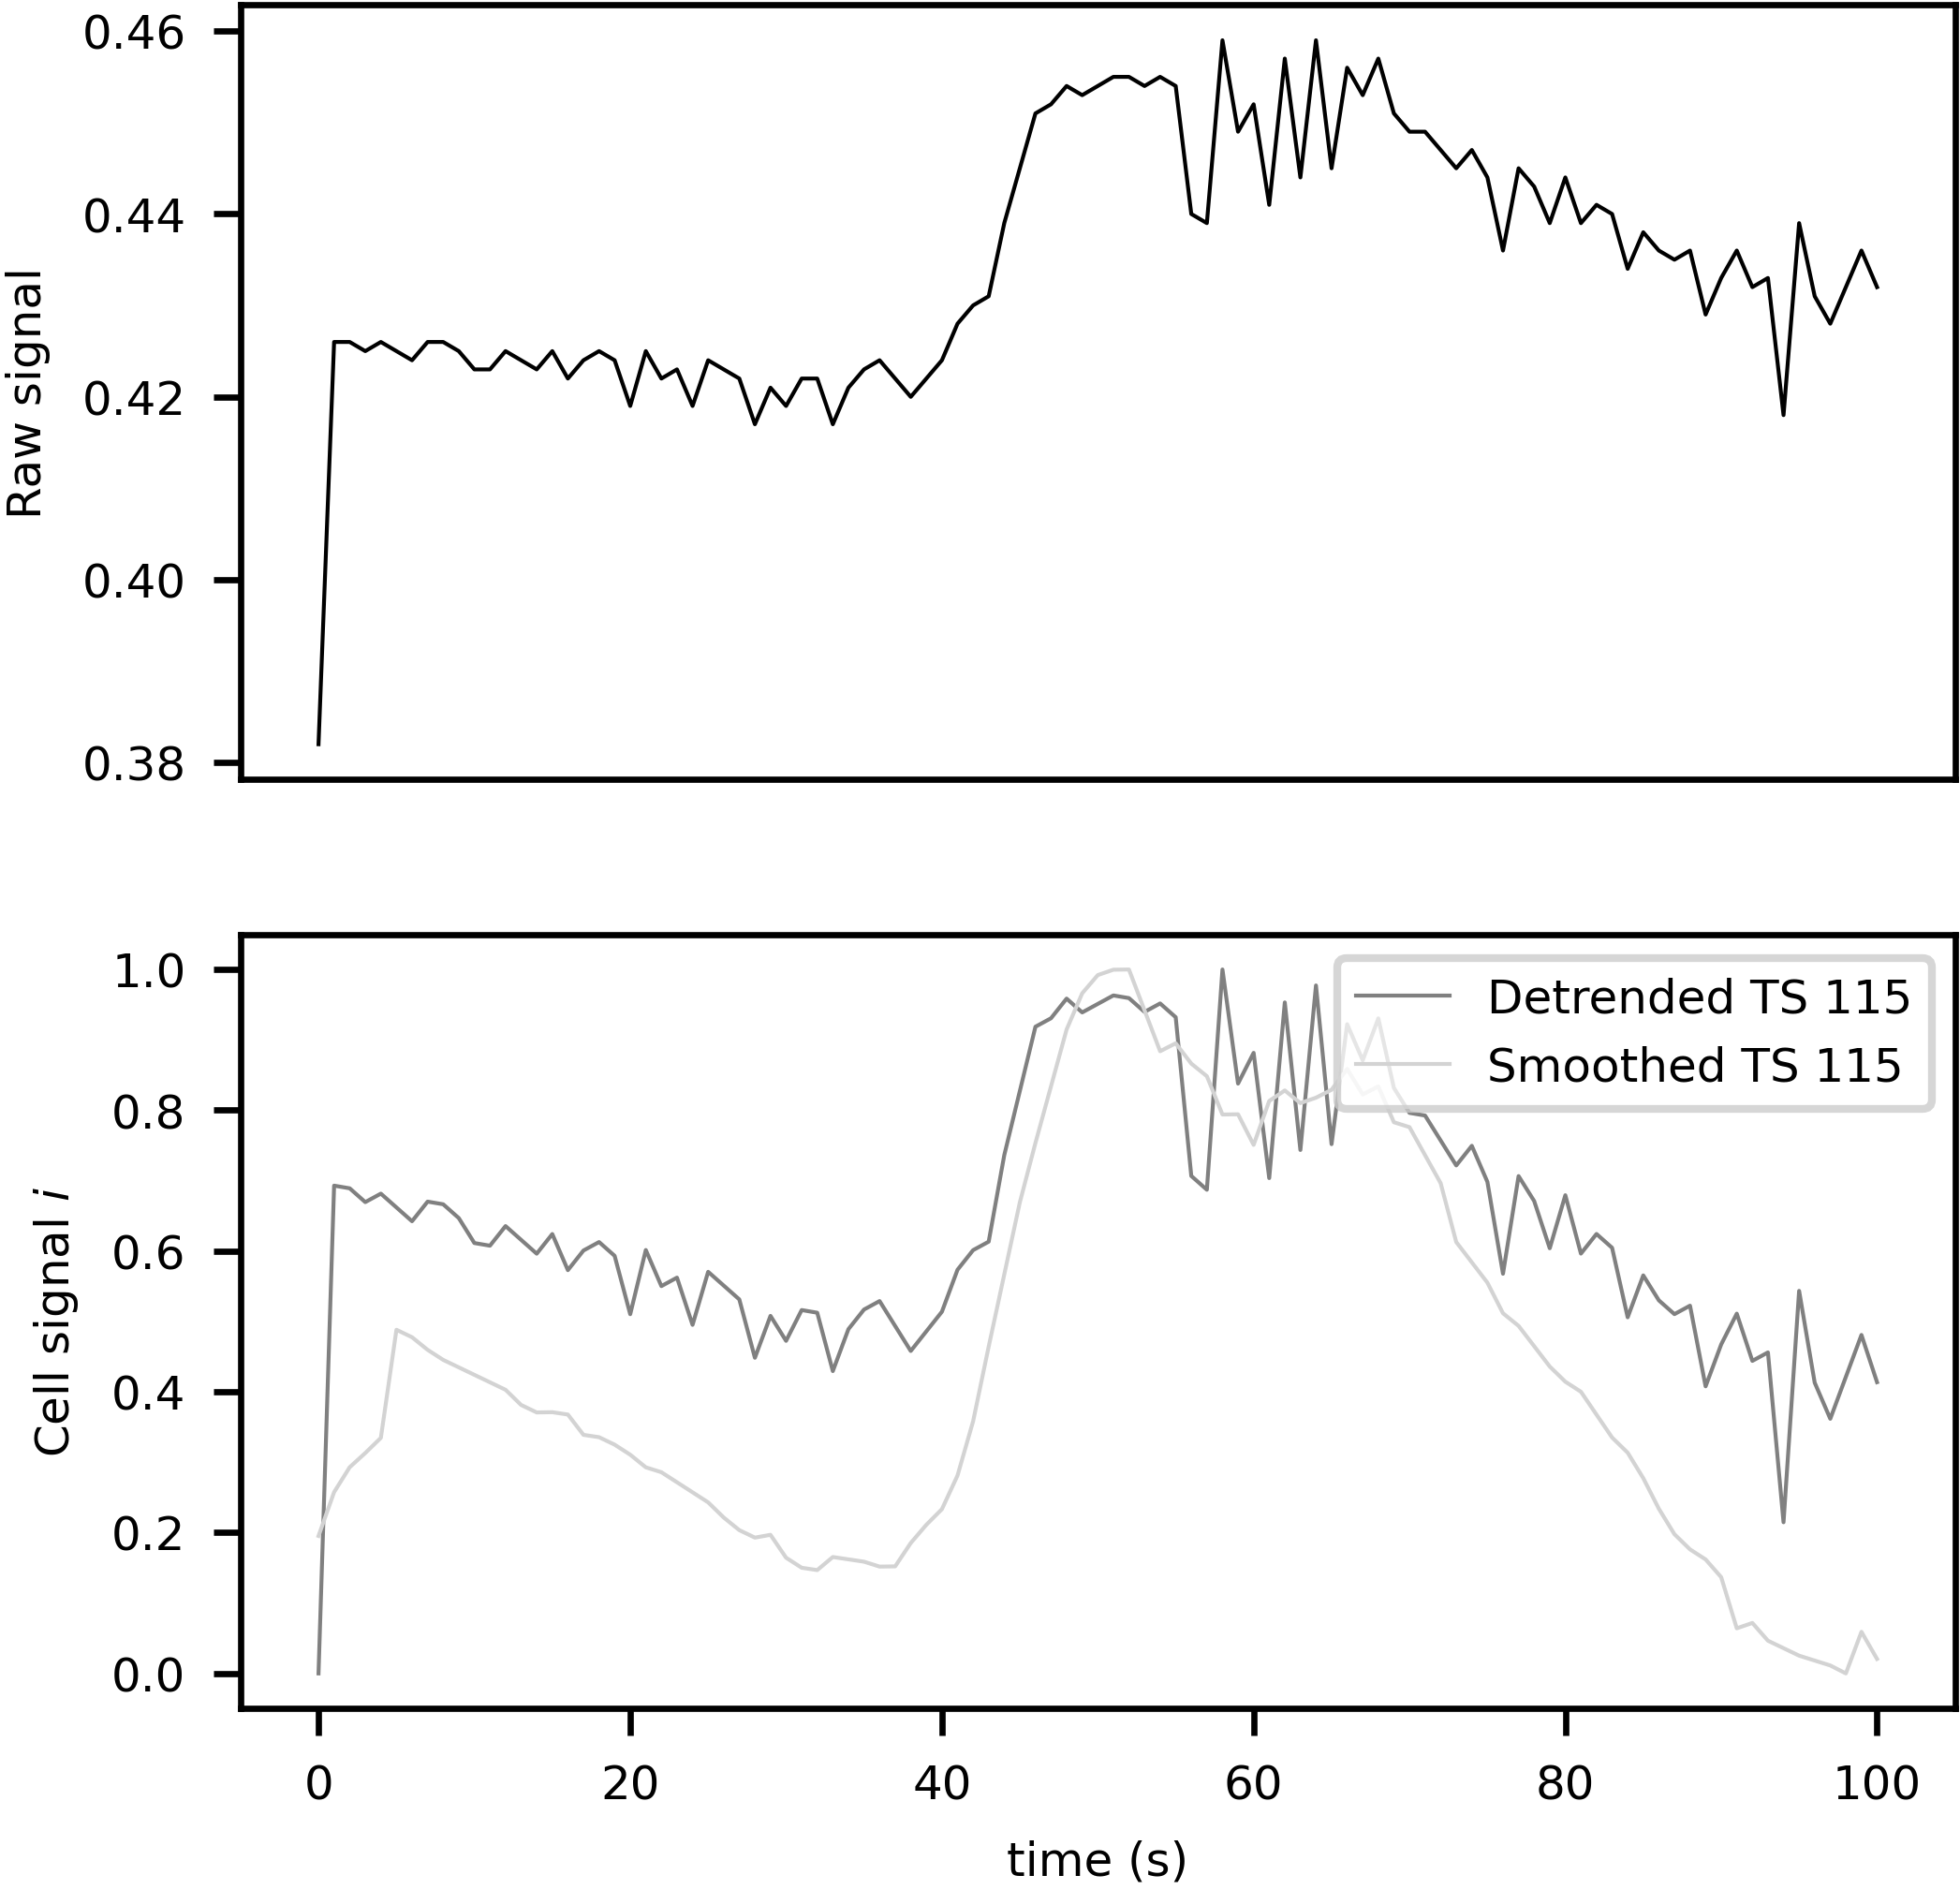 0.46
0.44
0.42
0.40
0.38
Raw signal
1.0
0.8
0.6
0.4
0.2
0.0
Cell signal i
Detrended TS 115
Smoothed TS 115
0 20 40 60 80 100
time (s)